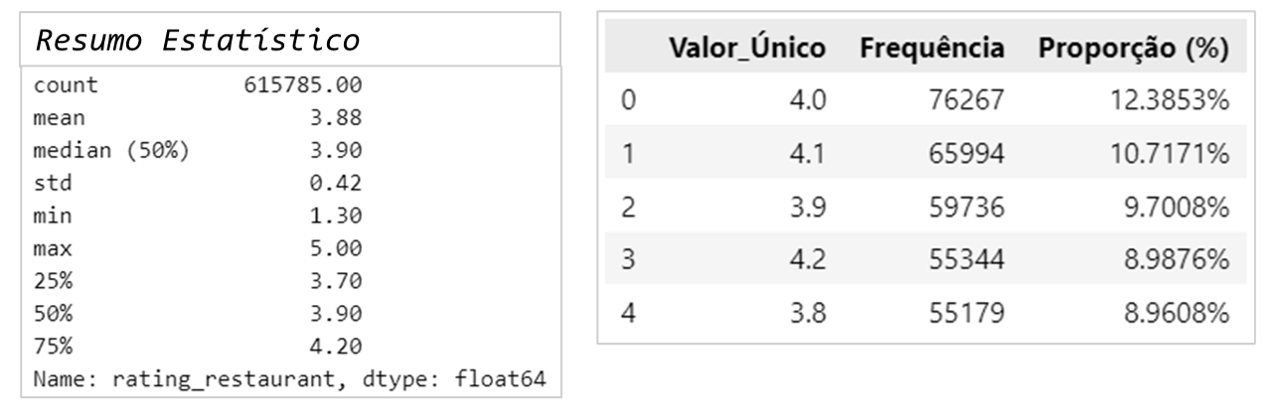 Resumo Estatístico
count 615785.00
mean 3.88
median (50%) 3.90
std 0.42
min 1.30
max 5.00
25% 3.70
50% 3.90
75% 4.20
Name: rating_restaurant, dtype: float64
Valor_Único Frequência Proporção (%)
0 4.0 76267 12.3853%
1 4.1 65994 10.7171%
2 3.9 59736 9.7008%
3 4.2 55344 8.9876%
4 3.8 55179 8.9608%